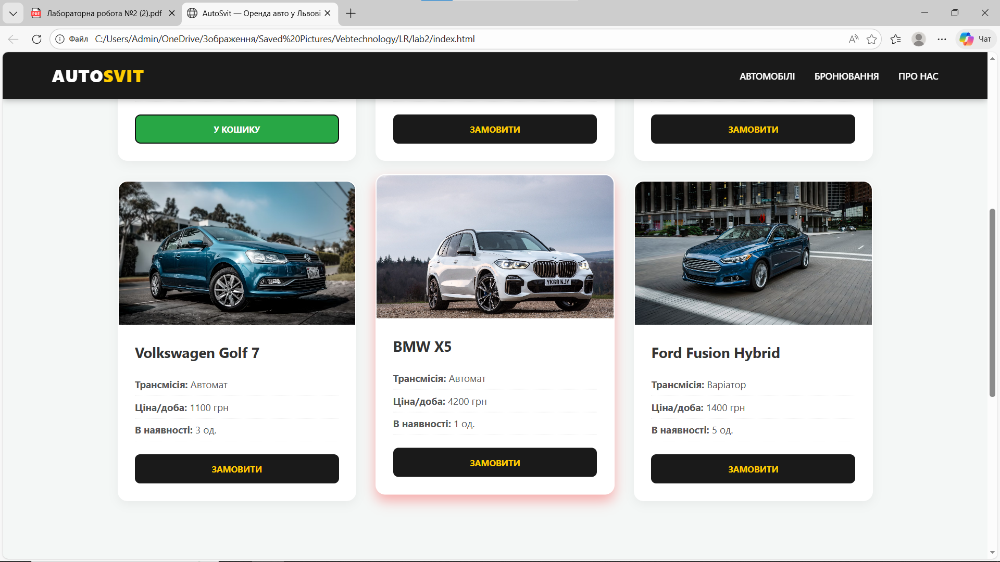 Лабораторна робота №2 (2).pdf
AutoSvit — Оренда авто у Львові
Файл
C:/Users/Admin/OneDrive/Зображення/Saved%20Pictures/Vebtechnology/LR/lab2/index.html
Чат
AUTOSVIT
АВТОМОБІЛІ БРОНЮВАННЯ ПРО НАС
У КОШИКУ
ЗАМОВИТИ
ЗАМОВИТИ
Volkswagen Golf 7
Трансмісія: Автомат
Ціна/доба: 1100 грн
В наявності: 3 од.
ЗАМОВИТИ
YK68 NJY
BMW X5
Трансмісія: Автомат
Ціна/доба: 4200 грн
В наявності: 1 од.
ЗАМОВИТИ
Ford Fusion Hybrid
Трансмісія: Варіатор
Ціна/доба: 1400 грн
В наявності: 5 од.
ЗАМОВИТИ